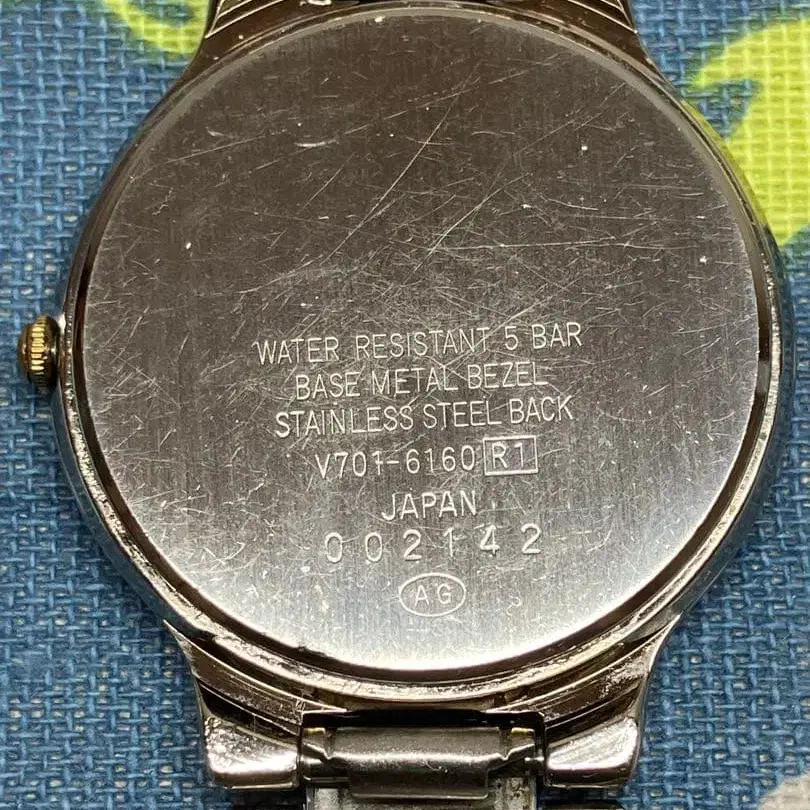 WATER RESISTANT 5 BAR
BASE METAL BEZEL
STAINLESS STEEL BACK
V701-6160 R1
JAPAN
002142
AG